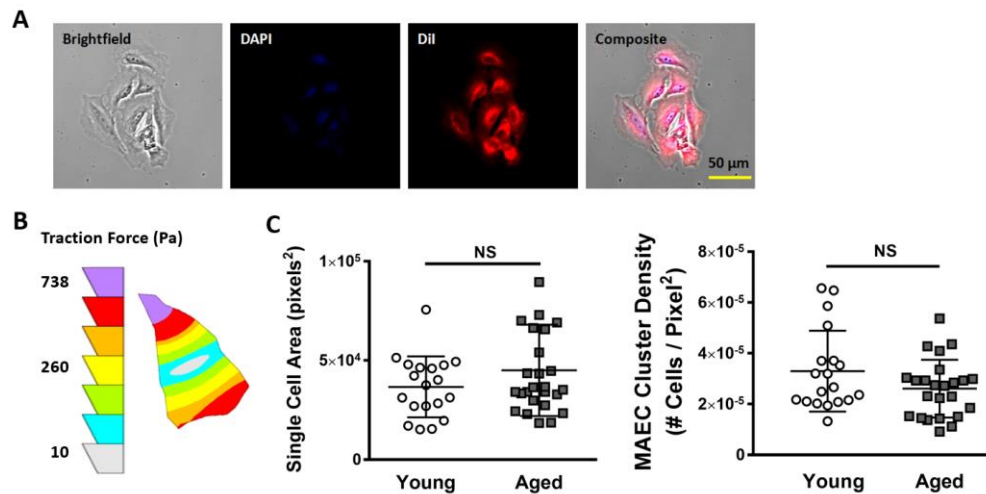 A
Brightfield
DAPI
DiI
Composite
50 μm
B
Traction Force (Pa)
738
260
10
C
Single Cell Area (pixels²)
1×10⁵
5×10⁴
0
NS
Young
Aged
MAEC Cluster Density
(# Cells / Pixel²)
8×10⁻⁵
6×10⁻⁵
4×10⁻⁵
2×10⁻⁵
0
NS
Young
Aged